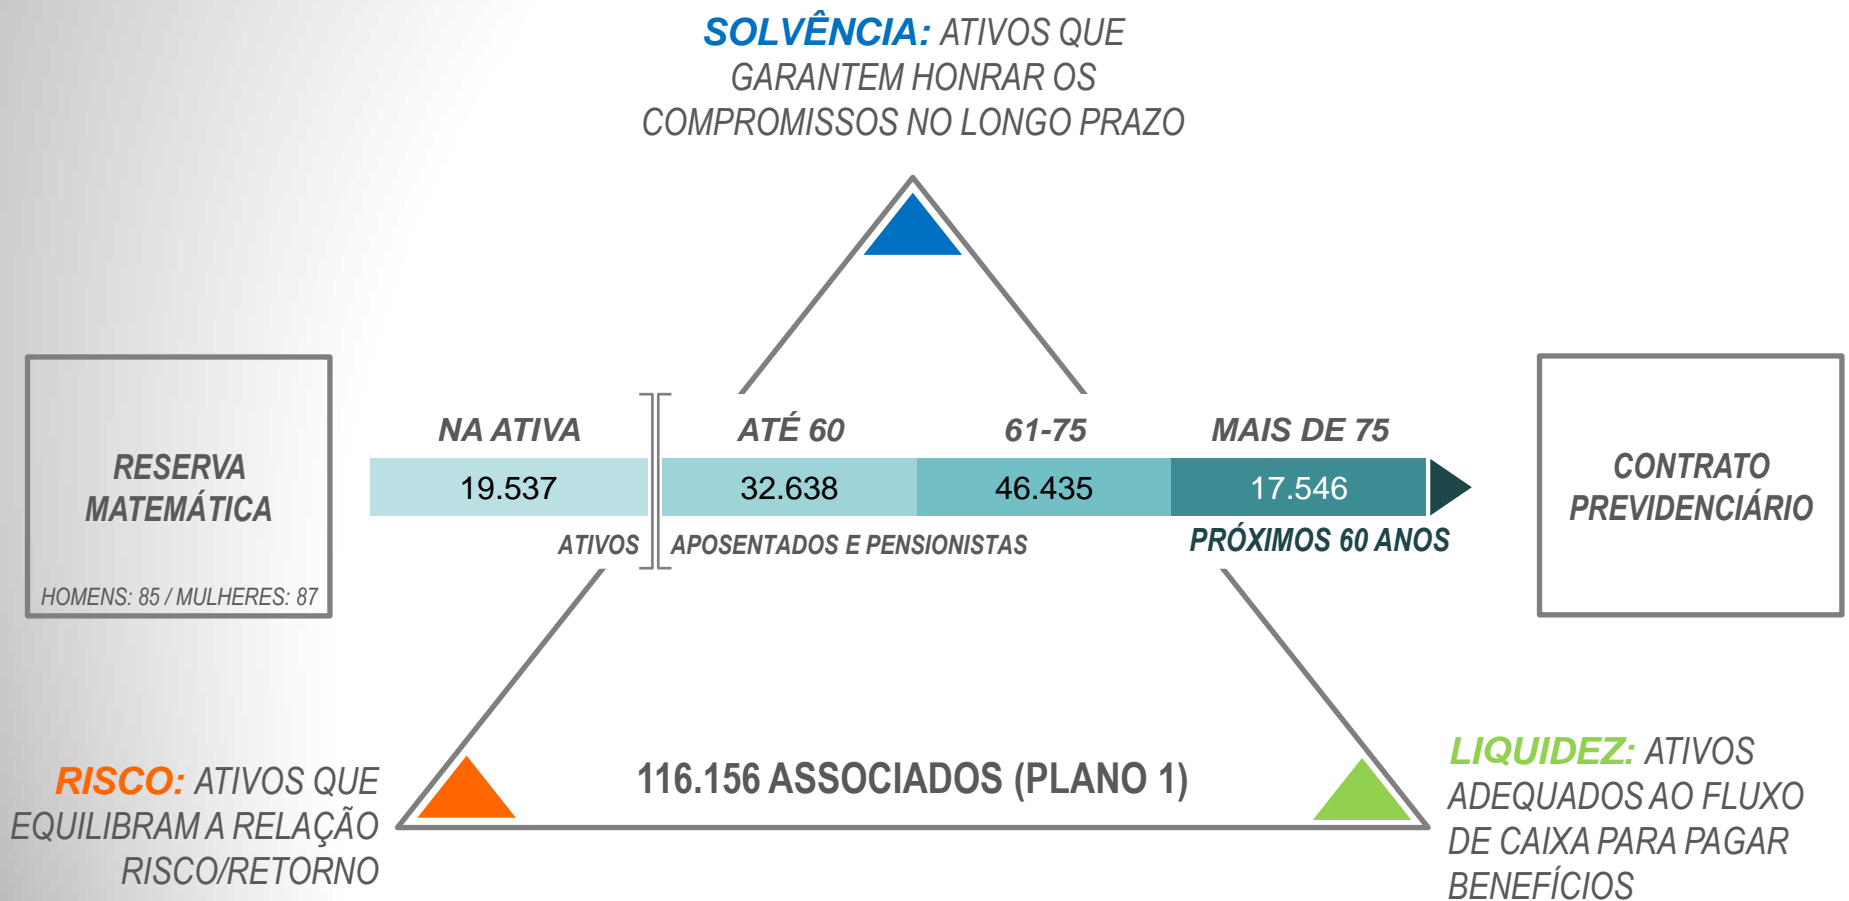 SOLVÊNCIA: ATIVOS QUE
GARANTEM HONRAR OS
COMPROMISSOS NO LONGO PRAZO
RESERVA
MATEMÁTICA
HOMENS: 85 / MULHERES: 87
NA ATIVA
ATÉ 60
61-75
MAIS DE 75
19.537
32.638
46.435
17.546
ATIVOS
APOSENTADOS E PENSIONISTAS
PRÓXIMOS 60 ANOS
CONTRATO
PREVIDENCIÁRIO
RISCO: ATIVOS QUE
EQUILIBRAM A RELAÇÃO
RISCO/RETORNO
116.156 ASSOCIADOS (PLANO 1)
LIQUIDEZ: ATIVOS
ADEQUADOS AO FLUXO
DE CAIXA PARA PAGAR
BENEFÍCIOS